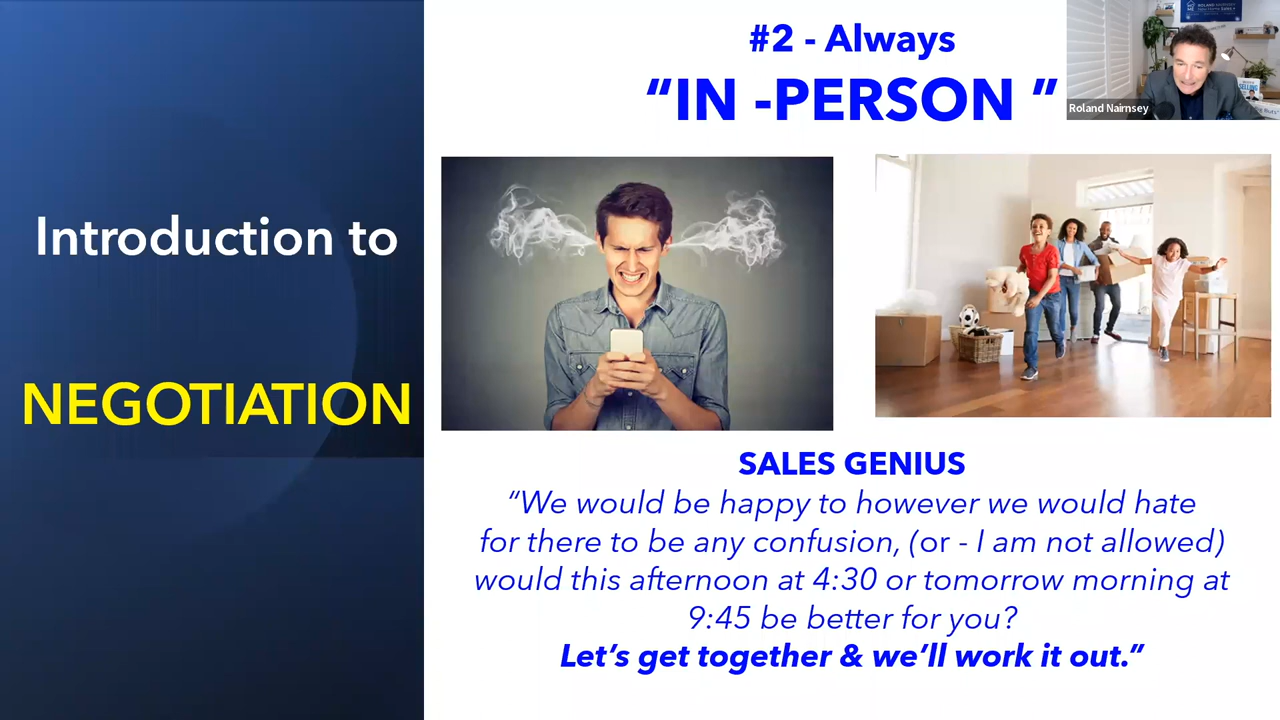 Introduction to
NEGOTIATION
#2 - Always
“IN -PERSON ”
Roland Nairnsey
SELLING
SALES GENIUS
“We would be happy to however we would hate
for there to be any confusion, (or - I am not allowed)
would this afternoon at 4:30 or tomorrow morning at
9:45 be better for you?
Let’s get together & we’ll work it out.”